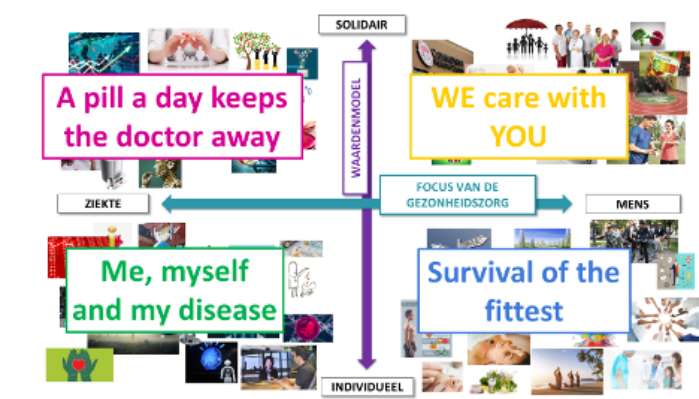 SOLIDAIR
A pill a day keeps
the doctor away
WAARDENMODEL
WE care with
YOU
ZIEKTE
FOCUS VAN DE
GEZONHEIDSZORG
MENS
Me, myself
and my disease
Survival of the
fittest
INDIVIDUEEL